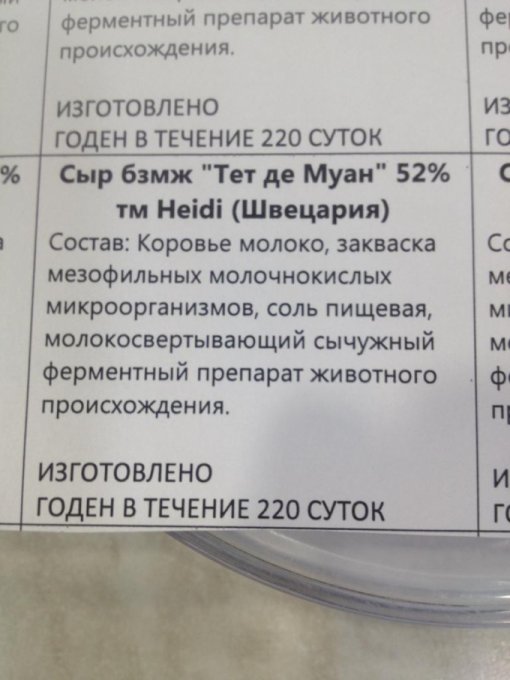 ферментный препарат животного
происхождения.
ИЗГОТОВЛЕНО
ГОДЕН В ТЕЧЕНИЕ 220 СУТОК
%
Сыр бзмж "Тет де Муан" 52%
тм Heidi (Швецария)
Состав: Коровье молоко, закваска
мезофильных молочнокислых
микроорганизмов, соль пищевая,
молокосвертывающий сычужный
ферментный препарат животного
происхождения.
ИЗГОТОВЛЕНО
ГОДЕН В ТЕЧЕНИЕ 220 СУТОК